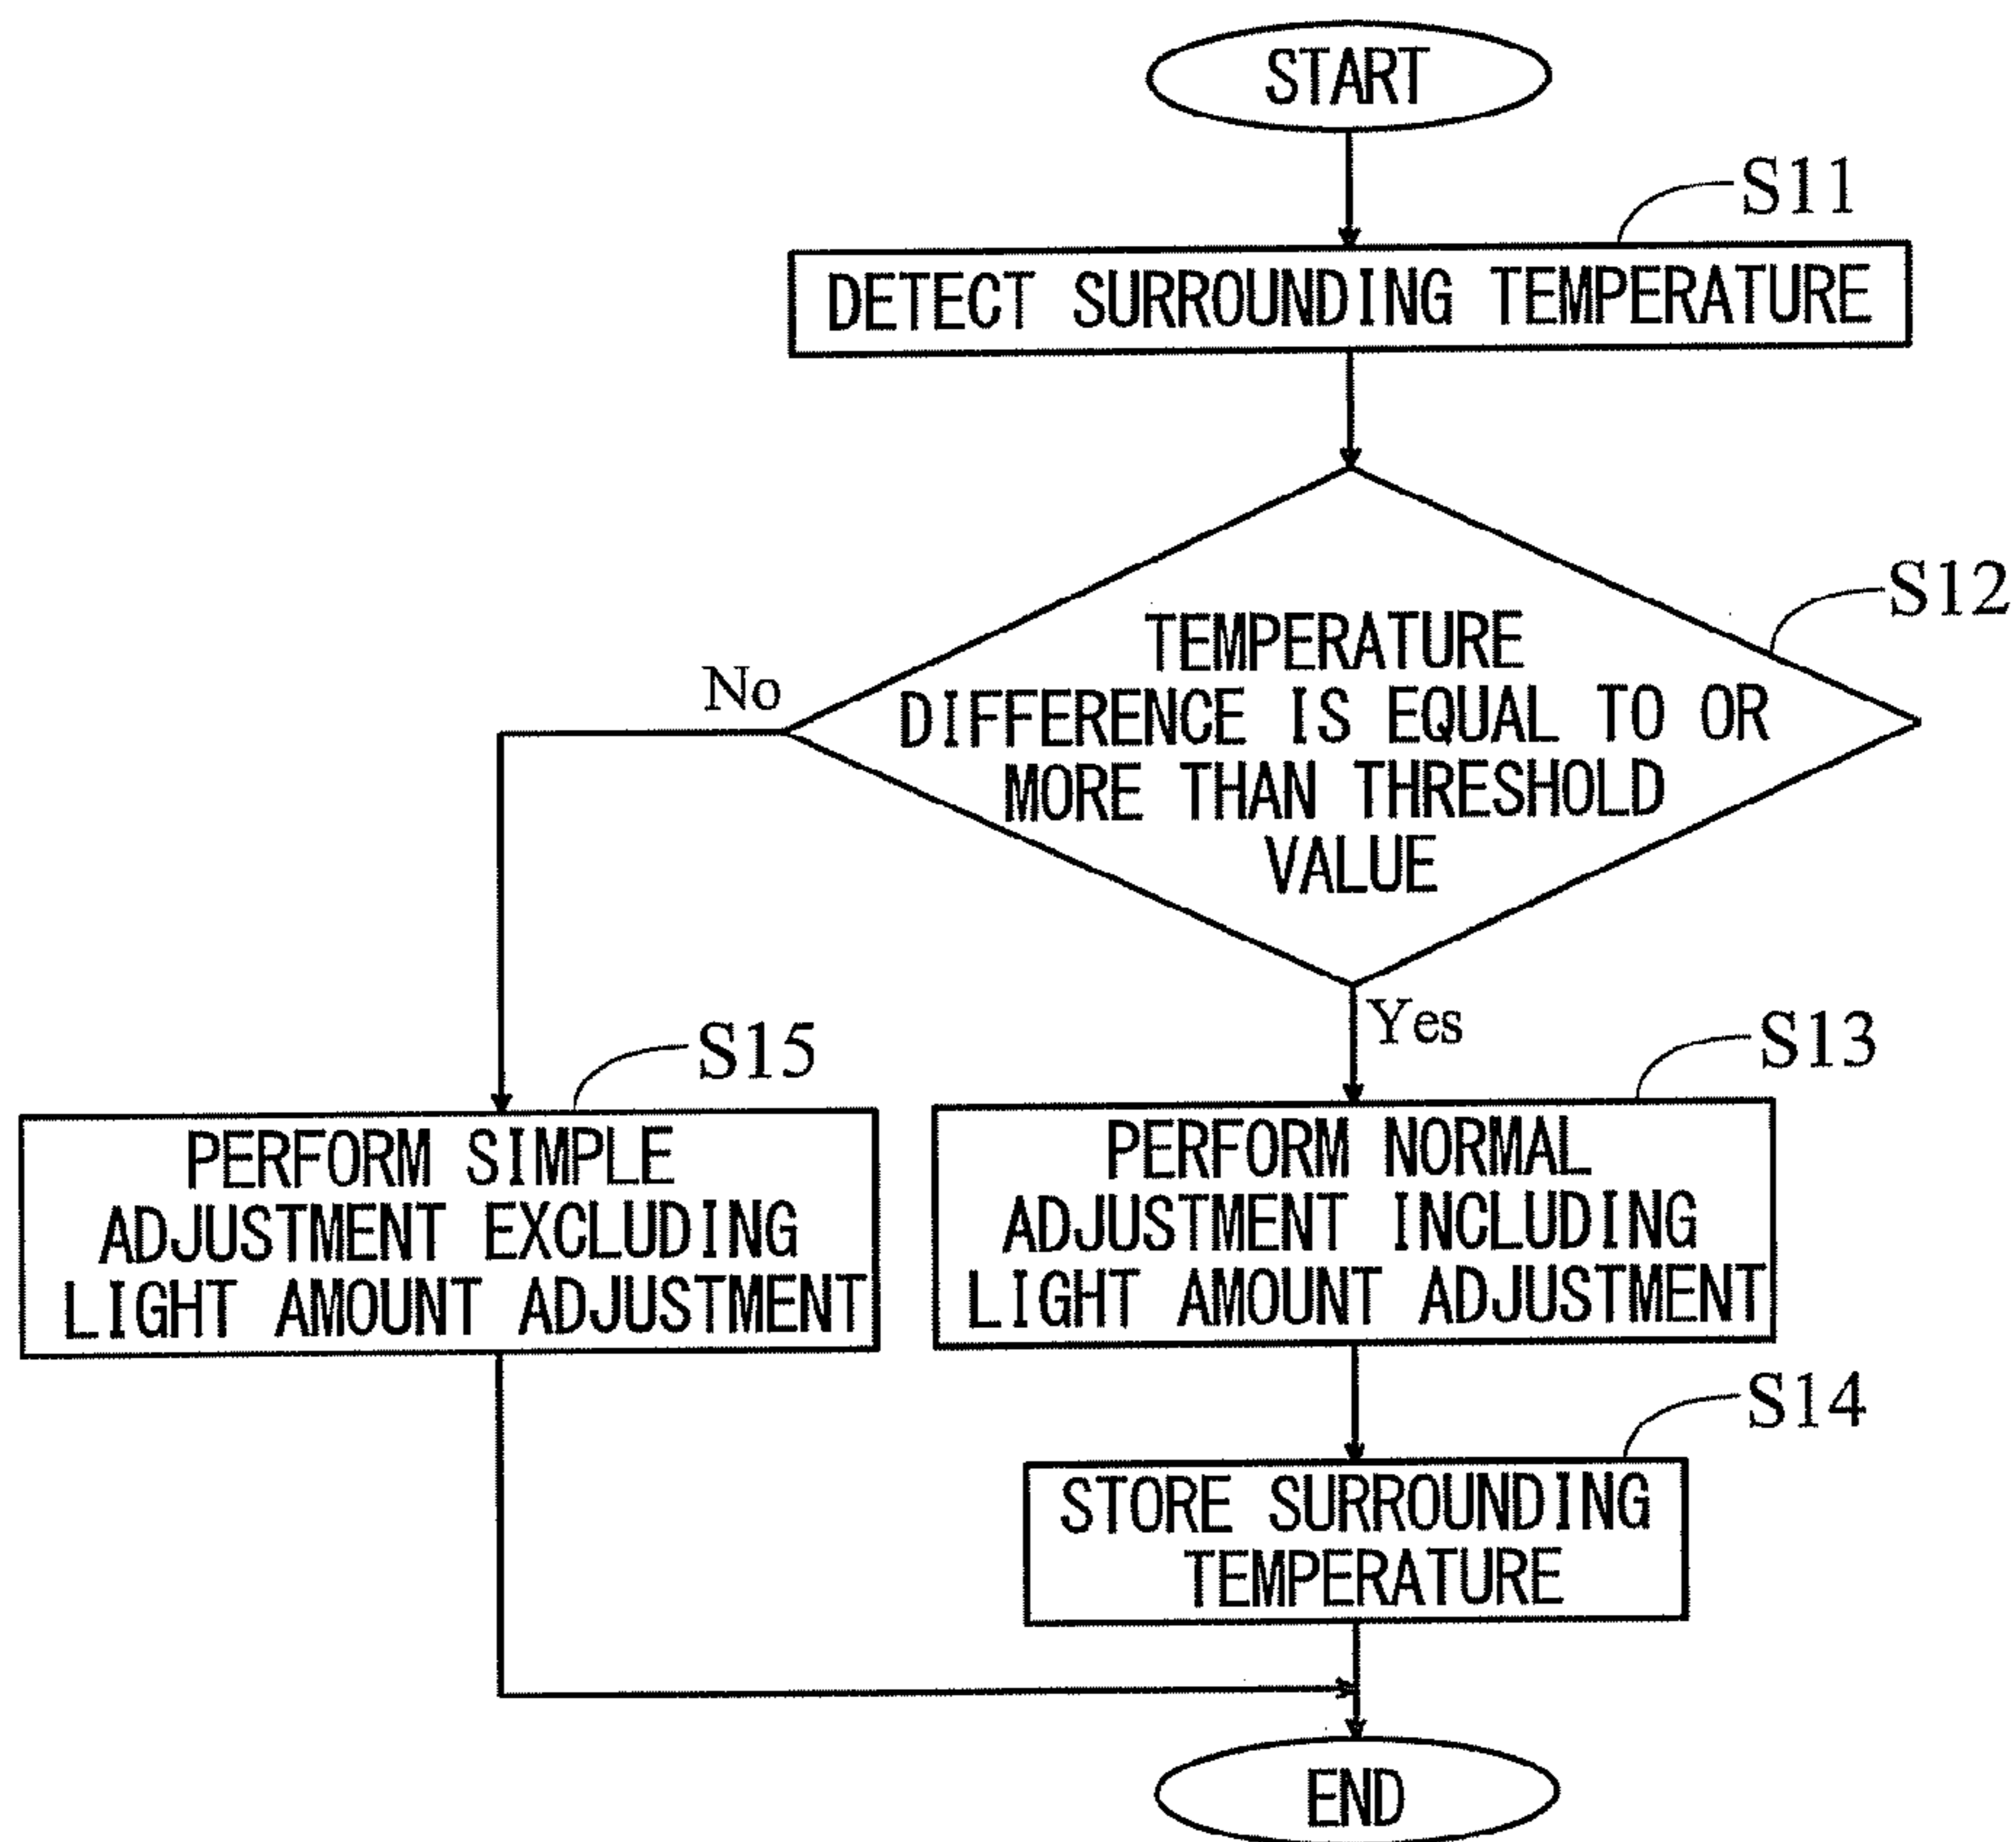 START
S11
DETECT SURROUNDING TEMPERATURE
S12
TEMPERATURE
DIFFERENCE IS EQUAL TO OR
MORE THAN THRESHOLD
VALUE
No
Yes
S13
PERFORM NORMAL
ADJUSTMENT INCLUDING
LIGHT AMOUNT ADJUSTMENT
S14
STORE SURROUNDING
TEMPERATURE
S15
PERFORM SIMPLE
ADJUSTMENT EXCLUDING
LIGHT AMOUNT ADJUSTMENT
END